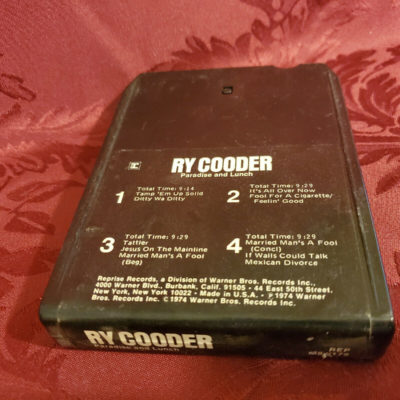 RY COODER
Paradise and Lunch
1
Total Time: 9:14
Tamp 'Em Up Solid
Ditty Wa Ditty
2
Total Time: 9:29
It's All Over Now
Fool For A Cigarette/
Feelin' Good
3
Total Time: 9:29
Tattler
Jesus On The Mainline
Married Man's A Fool
(Beg)
4
Total Time: 9:29
Married Man's A Fool
(Concl)
If Walls Could Talk
Mexican Divorce
Reprise Records, a Division of Warner Bros. Records Inc.,
4000 Warner Blvd., Burbank, Calif. 91505 • 44 East 50th Street,
New York, New York 10022 • Made in U.S.A. • ℗ 1974 Warner
Bros. Records Inc. © 1974 Warner Bros. Records Inc.
RY COODER
Paradise and Lunch
REP